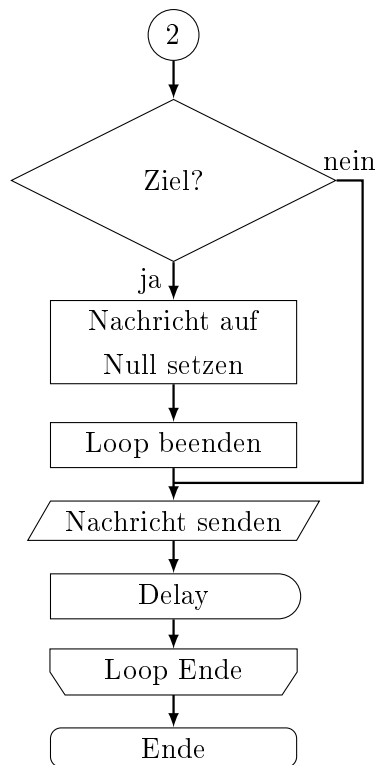 2
Ziel?
nein
ja
Nachricht auf
Null setzen
Loop beenden
Nachricht senden
Delay
Loop Ende
Ende